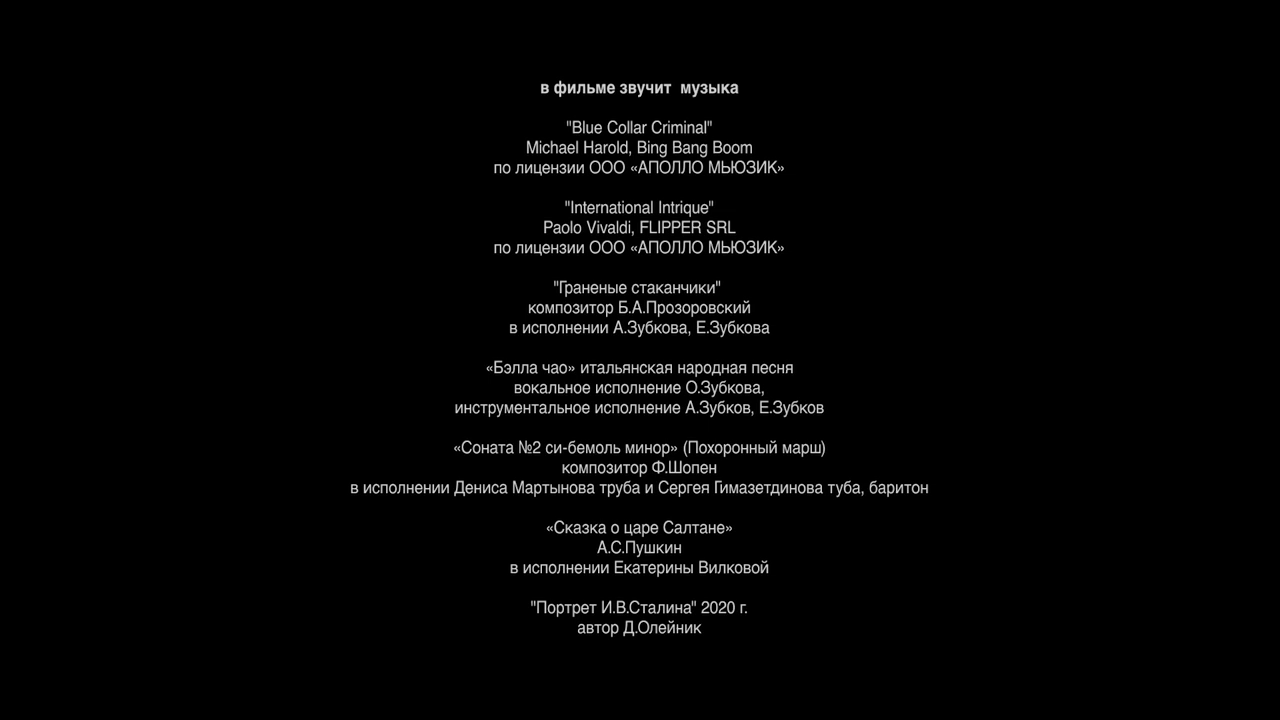 в фильме звучит музыка
"Blue Collar Criminal"
Michael Harold, Bing Bang Boom
по лицензии ООО «АПОЛЛО МЬЮЗИК»
"International Intrique"
Paolo Vivaldi, FLIPPER SRL
по лицензии ООО «АПОЛЛО МЬЮЗИК»
"Граненые стаканчики"
композитор Б.А.Прозоровский
в исполнении А.Зубкова, Е.Зубкова
«Бэлла чао» итальянская народная песня
вокальное исполнение О.Зубкова,
инструментальное исполнение А.Зубков, Е.Зубков
«Соната №2 си-бемоль минор» (Похоронный марш)
композитор Ф.Шопен
в исполнении Дениса Мартынова труба и Сергея Гимазетдинова туба, баритон
«Сказка о царе Салтане»
А.С.Пушкин
в исполнении Екатерины Вилковой
"Портрет И.В.Сталина" 2020 г.
автор Д.Олейник